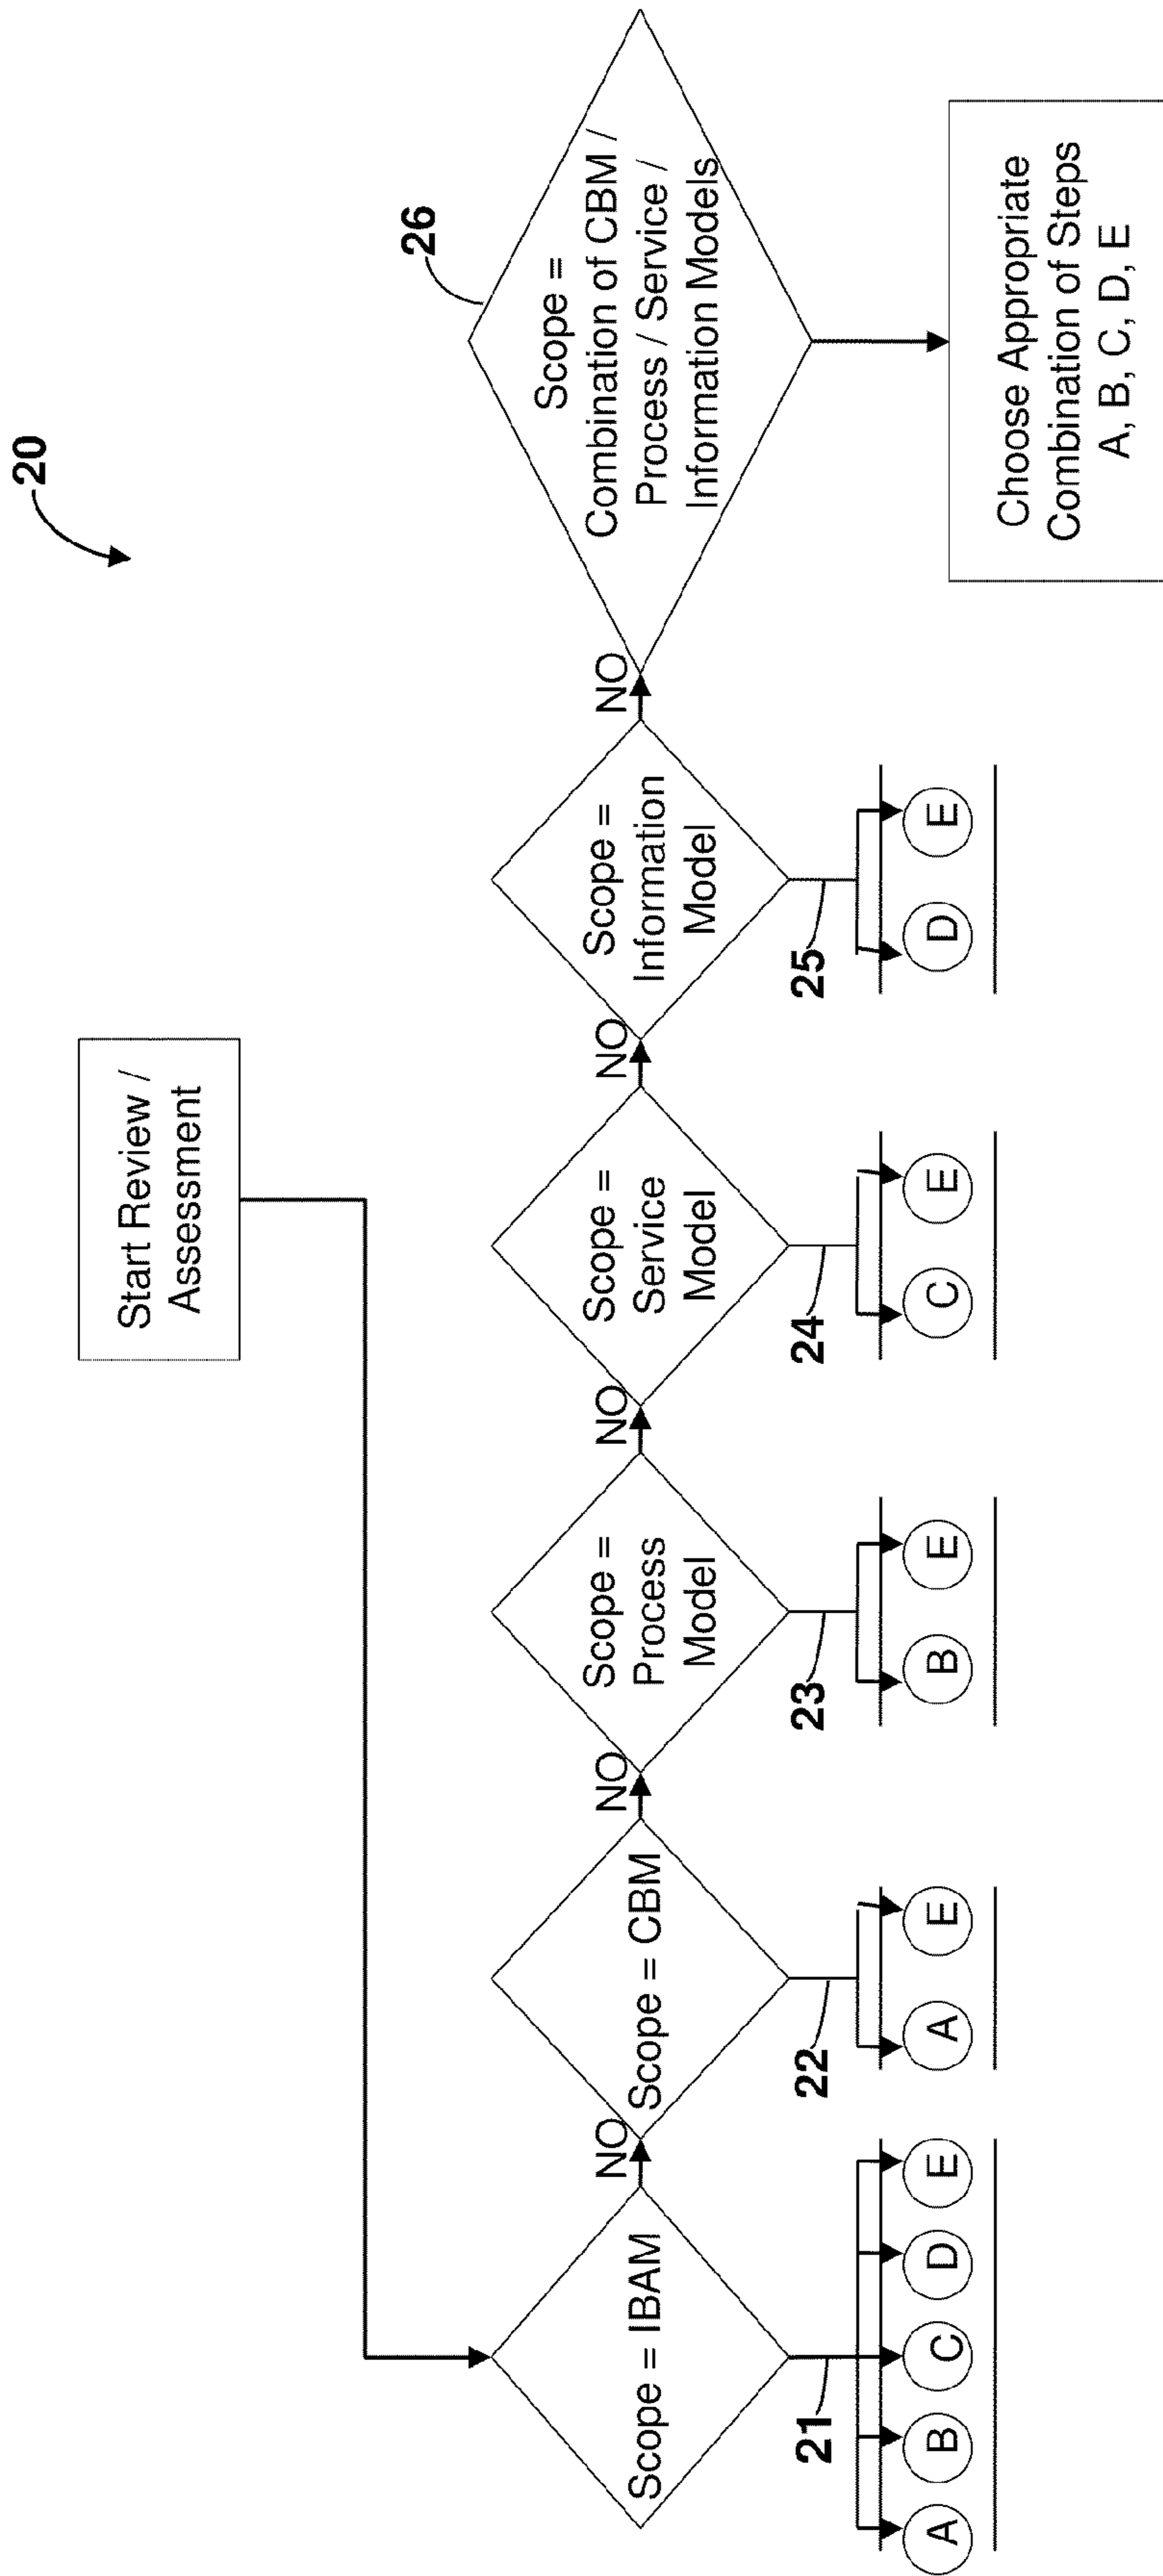 20
Start Review /
Assessment
Scope = IBAM
NO
Scope = CBM
NO
Scope =
Process
Model
NO
Scope =
Service
Model
NO
Scope =
Information
Model
NO
Scope =
Combination of CBM /
Process / Service /
Information Models
26
21
A
B
C
D
E
22
A
E
23
B
E
24
C
E
25
D
E
Choose Appropriate
Combination of Steps
A, B, C, D, E